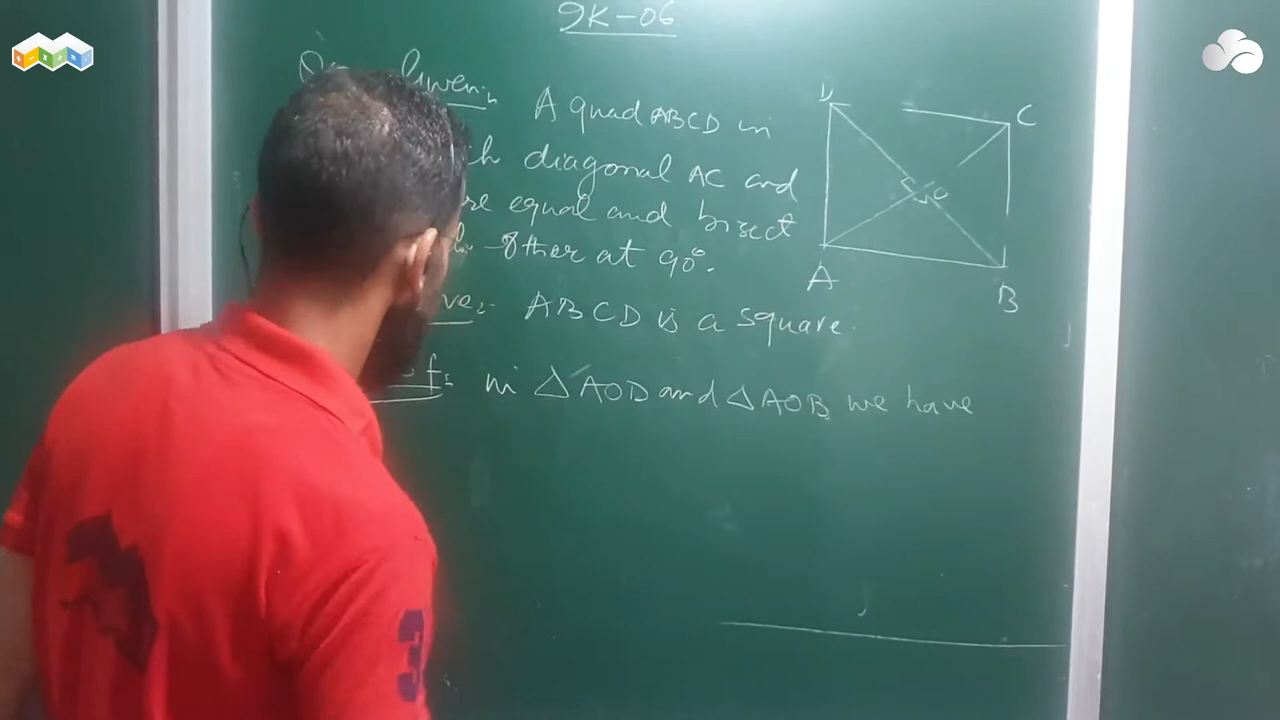 9K-06
Given:
A quad ABCD in
diagonal AC and
equal and bisect
other at 90°.
ABCD is a square.
in △AOD and △AOB we have
D
C
O
A
B
3